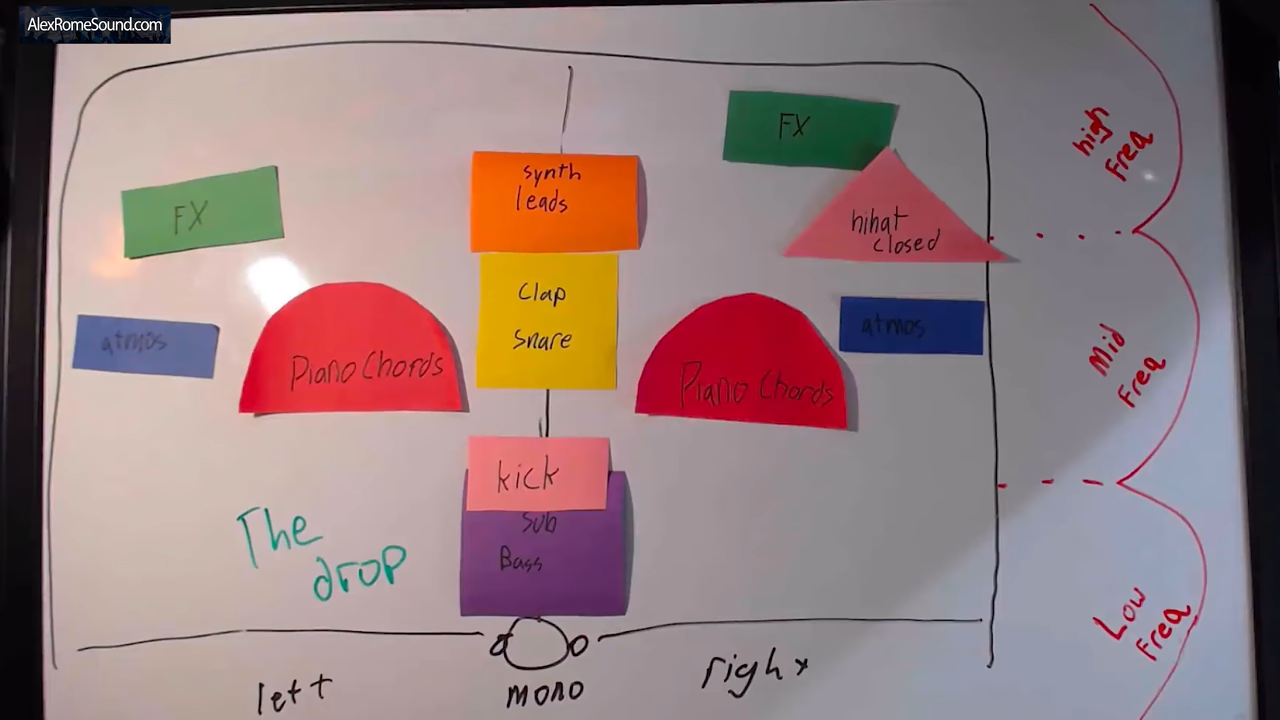 AlexRomeSound.com
FX
synth
leads
FX
hihat
closed
high
Freq
atmos
Piano Chords
Clap
Snare
Piano Chords
atmos
Mid
Freq
kick
Sub
Bass
The
drop
Low
Freq
left
mono
right